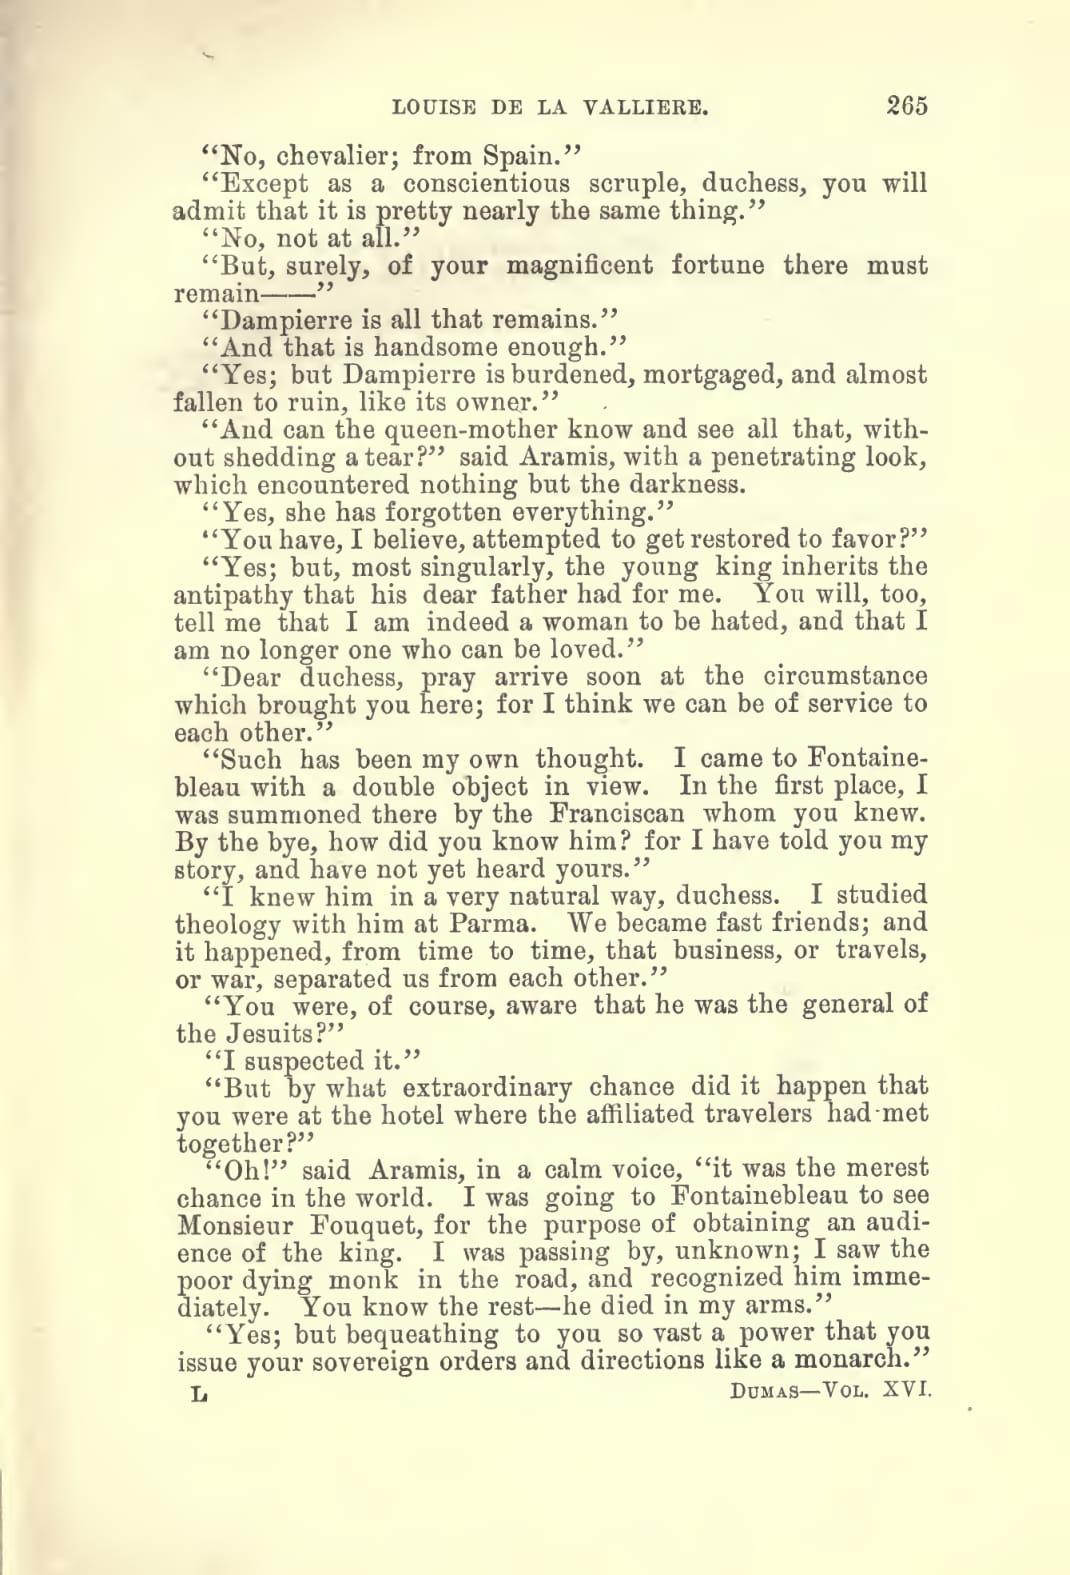 LOUISE DE LA VALLIERE. 265
“No, chevalier; from Spain.”
“Except as a conscientious scruple, duchess, you will
admit that it is pretty nearly the same thing.”
“No, not at all.”
“But, surely, of your magnificent fortune there must
remain——”
“Dampierre is all that remains.”
“And that is handsome enough.”
“Yes; but Dampierre is burdened, mortgaged, and almost
fallen to ruin, like its owner.”
“And can the queen-mother know and see all that, with-
out shedding a tear?” said Aramis, with a penetrating look,
which encountered nothing but the darkness.
“Yes, she has forgotten everything.”
“You have, I believe, attempted to get restored to favor?”
“Yes; but, most singularly, the young king inherits the
antipathy that his dear father had for me. You will, too,
tell me that I am indeed a woman to be hated, and that I
am no longer one who can be loved.”
“Dear duchess, pray arrive soon at the circumstance
which brought you here; for I think we can be of service to
each other.”
“Such has been my own thought. I came to Fontaine-
bleau with a double object in view. In the first place, I
was summoned there by the Franciscan whom you knew.
By the bye, how did you know him? for I have told you my
story, and have not yet heard yours.”
“I knew him in a very natural way, duchess. I studied
theology with him at Parma. We became fast friends; and
it happened, from time to time, that business, or travels,
or war, separated us from each other.”
“You were, of course, aware that he was the general of
the Jesuits?”
“I suspected it.”
“But by what extraordinary chance did it happen that
you were at the hotel where the affiliated travelers had met
together?”
“Oh!” said Aramis, in a calm voice, “it was the merest
chance in the world. I was going to Fontainebleau to see
Monsieur Fouquet, for the purpose of obtaining an audi-
ence of the king. I was passing by, unknown; I saw the
poor dying monk in the road, and recognized him imme-
diately. You know the rest—he died in my arms.”
“Yes; but bequeathing to you so vast a power that you
issue your sovereign orders and directions like a monarch.”
L DUMAS—VOL. XVI.